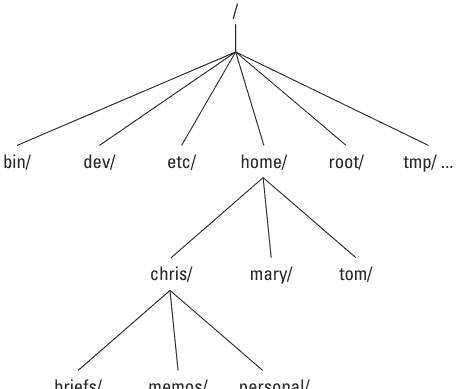 /
bin/ dev/ etc/ home/ root/ tmp/ ...
chris/ mary/ tom/
briefs/ memos/ personal/